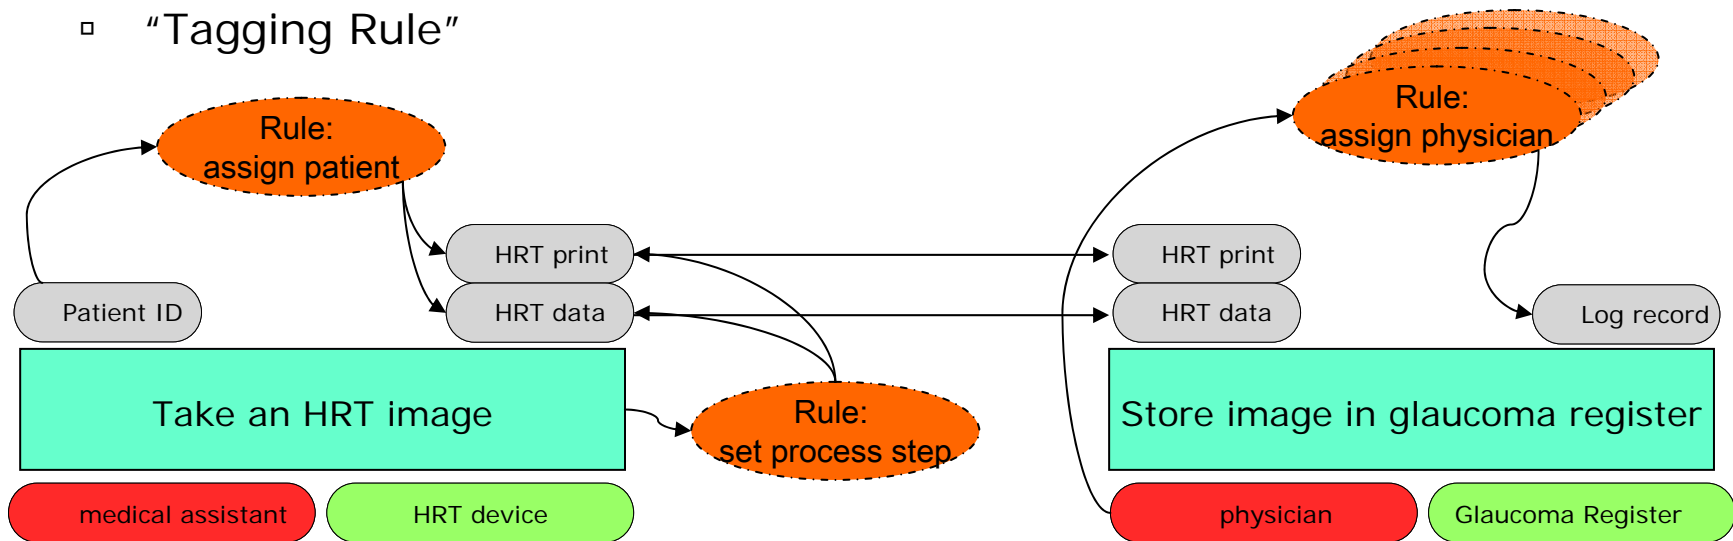 ▫ “Tagging Rule”
Rule:
assign patient
Rule:
assign physician
HRT print
HRT print
Patient ID
HRT data
HRT data
Log record
Take an HRT image
Rule:
set process step
Store image in glaucoma register
medical assistant
HRT device
physician
Glaucoma Register